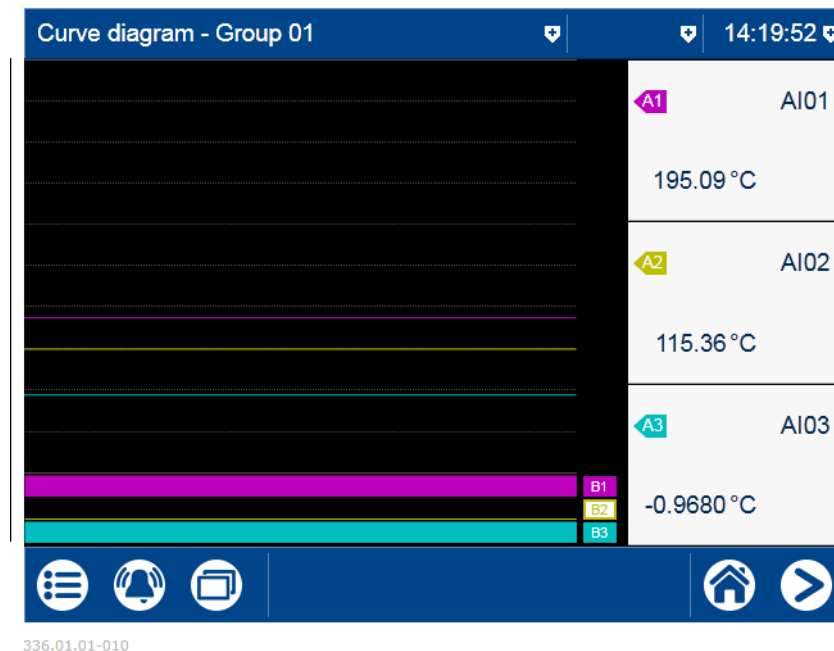 Curve diagram - Group 01
14:19:52
A1 AI01
195.09 °C
A2 AI02
115.36 °C
A3 AI03
-0.9680 °C
B1
B2
B3
336.01.01-010